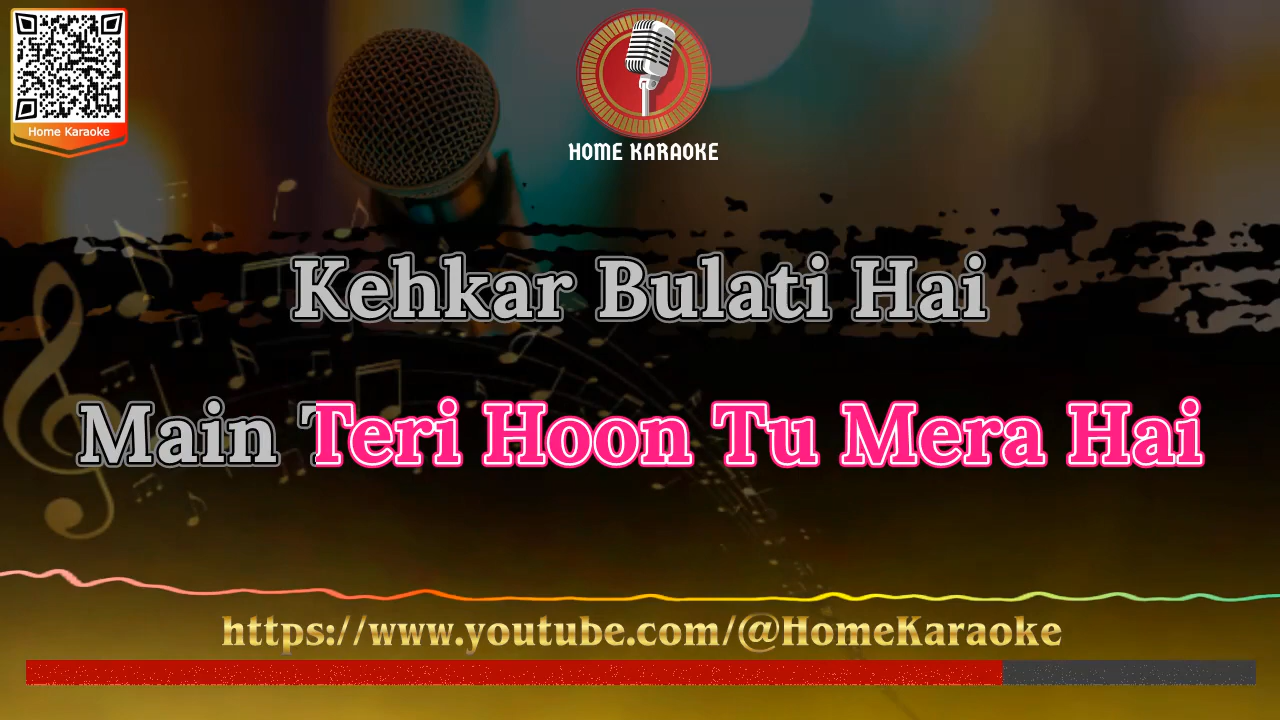 Home Karaoke
HOME KARAOKE
Kehkar Bulati Hai
Main Teri Hoon Tu Mera Hai
https://www.youtube.com/@HomeKaraoke